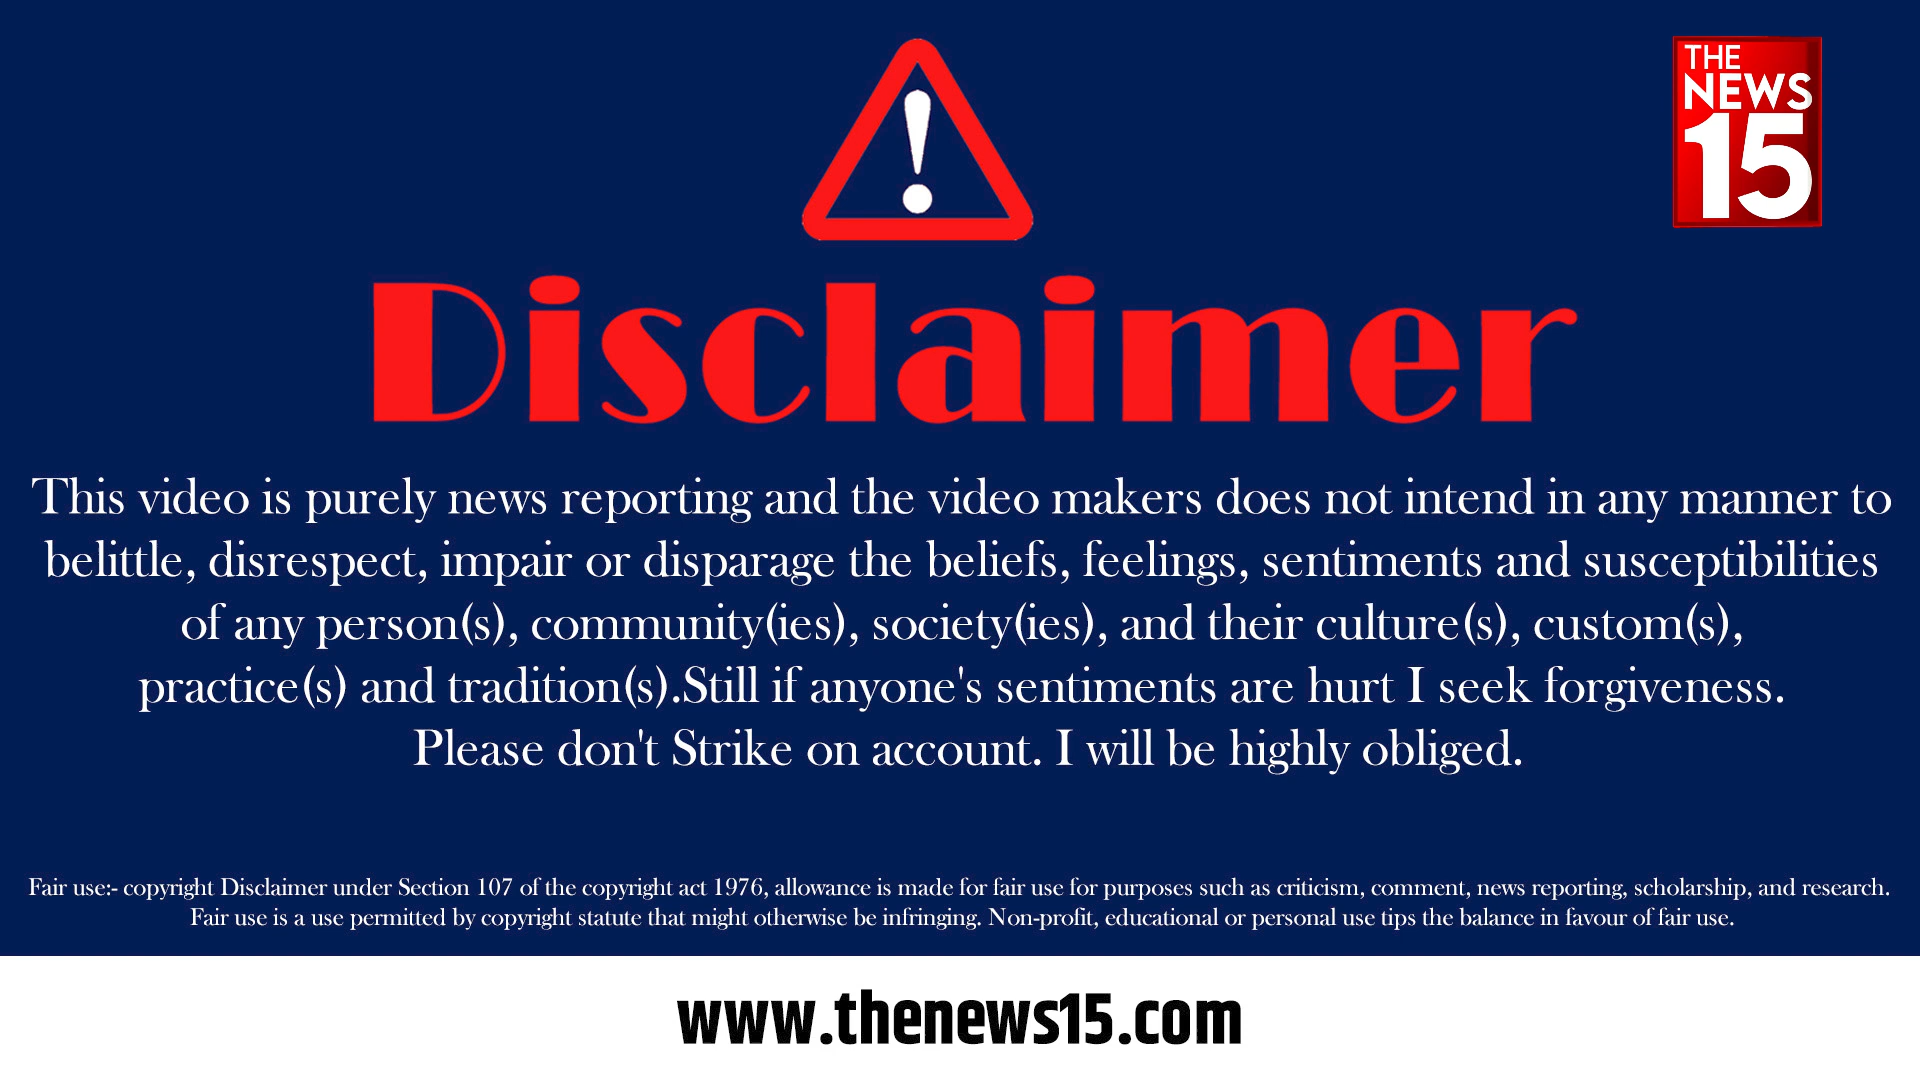 THE
NEWS
15
Disclaimer
This video is purely news reporting and the video makers does not intend in any manner to
belittle, disrespect, impair or disparage the beliefs, feelings, sentiments and susceptibilities
of any person(s), community(ies), society(ies), and their culture(s), custom(s),
practice(s) and tradition(s).Still if anyone's sentiments are hurt I seek forgiveness.
Please don't Strike on account. I will be highly obliged.
Fair use:- copyright Disclaimer under Section 107 of the copyright act 1976, allowance is made for fair use for purposes such as criticism, comment, news reporting, scholarship, and research.
Fair use is a use permitted by copyright statute that might otherwise be infringing. Non-profit, educational or personal use tips the balance in favour of fair use.
www.thenews15.com